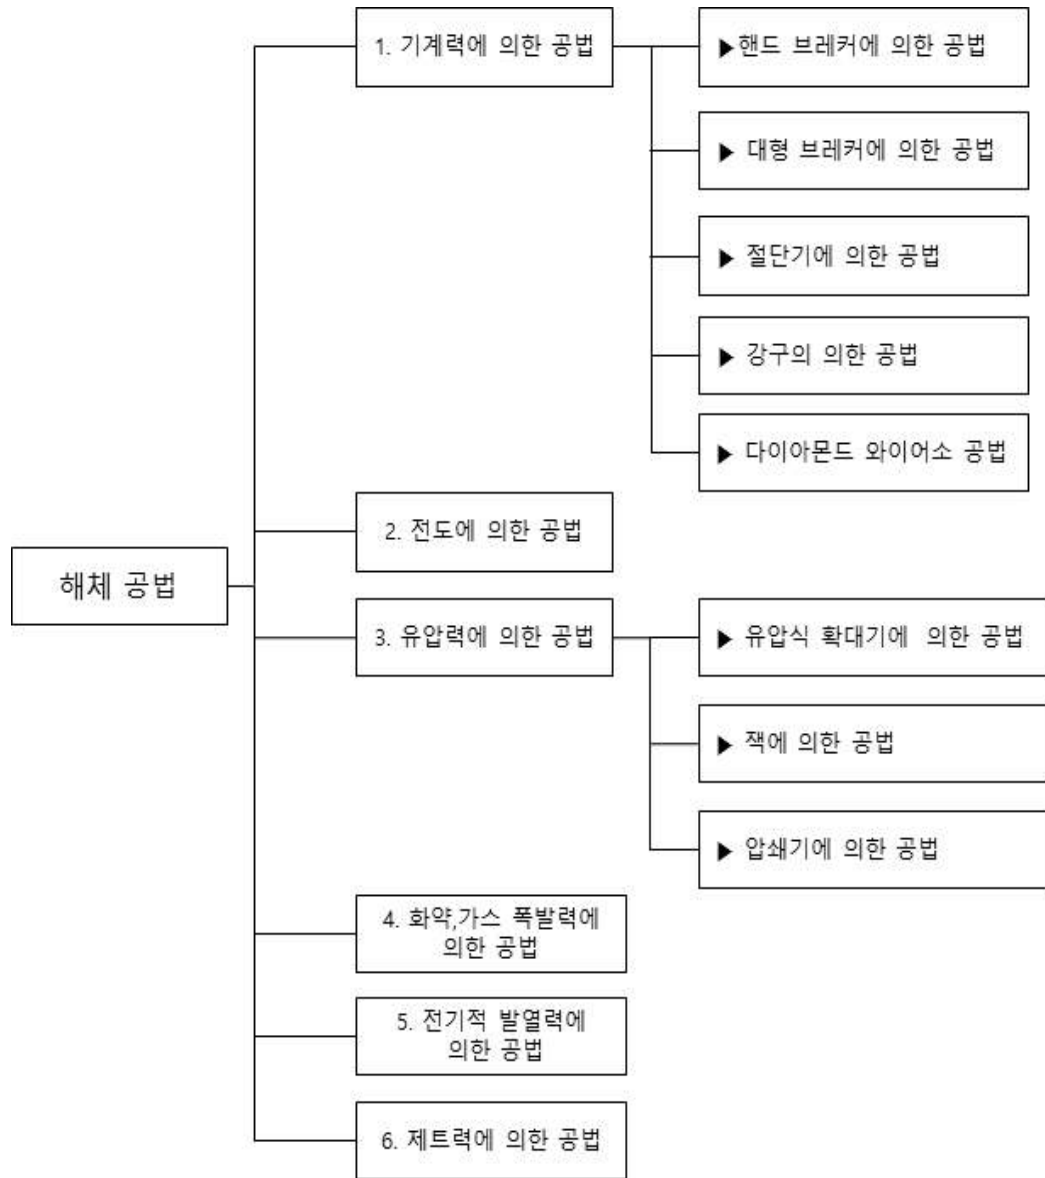 해체 공법
1. 기계력에 의한 공법
▶핸드 브레커에 의한 공법
▶ 대형 브레커에 의한 공법
▶ 절단기에 의한 공법
▶ 강구의 의한 공법
▶ 다이아몬드 와이어소 공법
2. 전도에 의한 공법
3. 유압력에 의한 공법
▶ 유압식 확대기에 의한 공법
▶ 잭에 의한 공법
▶ 압쇄기에 의한 공법
4. 화약,가스 폭발력에
의한 공법
5. 전기적 발열력에
의한 공법
6. 제트력에 의한 공법